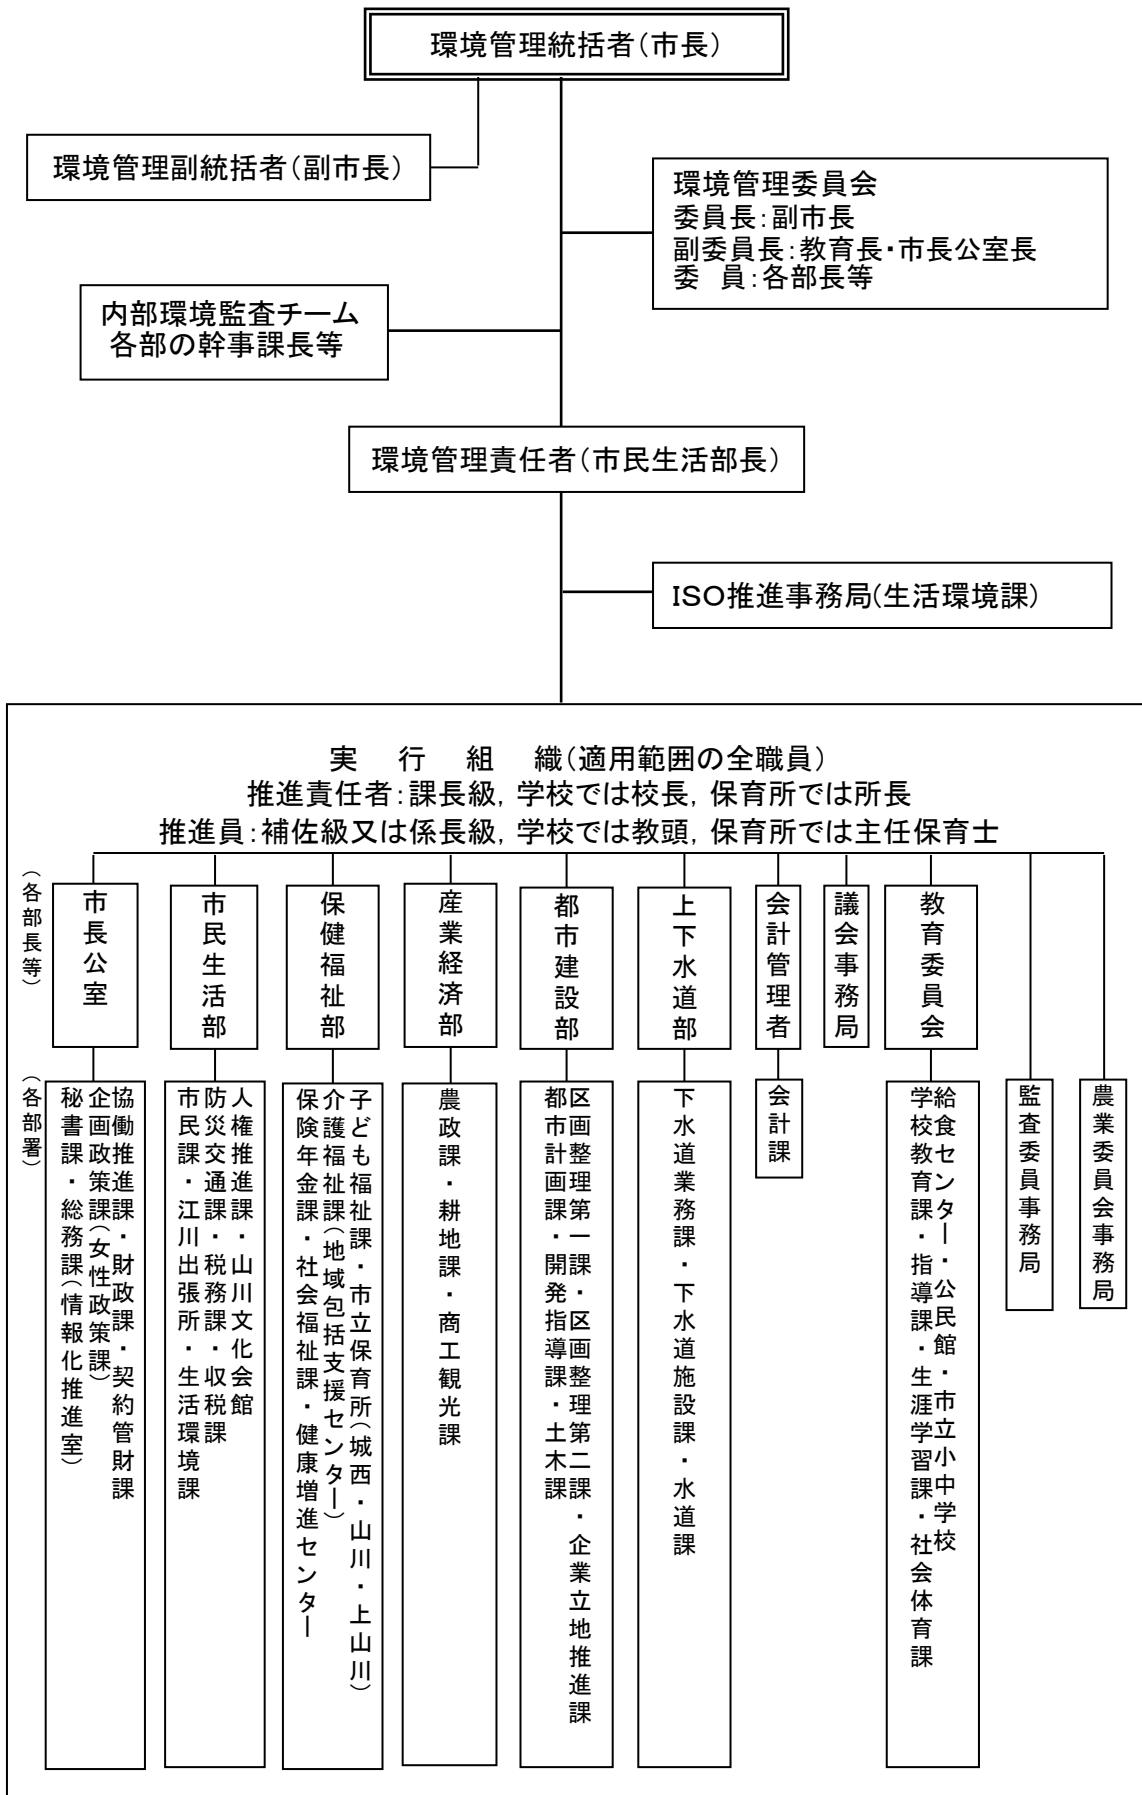 環境管理統括者(市長)
環境管理副統括者(副市長)
環境管理委員会
委員長:副市長
副委員長:教育長・市長公室長
委　員:各部長等
内部環境監査チーム
各部の幹事課長等
環境管理責任者(市民生活部長)
ISO推進事務局(生活環境課)
実　行　組　織(適用範囲の全職員)
推進責任者:課長級,学校では校長,保育所では所長
推進員:補佐級又は係長級,学校では教頭,保育所では主任保育士
(各部長等)
市長公室
市民生活部
保健福祉部
産業経済部
都市建設部
上下水道部
会計管理者
議会事務局
教育委員会
(各部署)
秘書課・総務課(情報化推進室)
企画政策課(女性政策課)
協働推進課・財政課・契約管財課
市民課・江川出張所・生活環境課
防災交通課・税務課・収税課
人権推進課・山川文化会館
保険年金課・社会福祉課・健康増進センター
介護福祉課(地域包括支援センター)
子ども福祉課・市立保育所(城西・山川・上山川)
農政課・耕地課・商工観光課
都市計画課・開発指導課・土木課
区画整理第一課・区画整理第二課・企業立地推進課
下水道業務課・下水道施設課・水道課
会計課
学校教育課・指導課・生涯学習課・社会体育課
給食センター・公民館・市立小中学校
監査委員事務局
農業委員会事務局